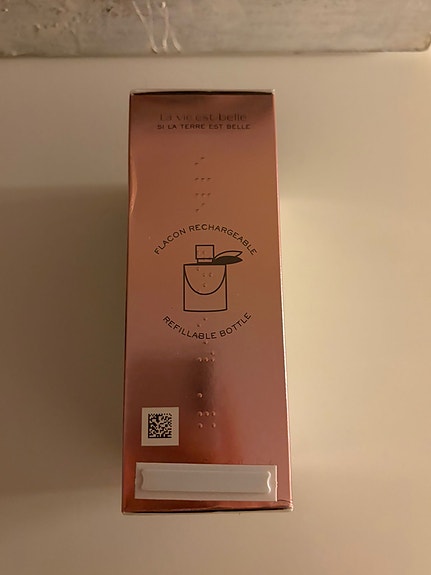 La vie est belle
SI LA TERRE EST BELLE
FLACON RECHARGEABLE
REFILLABLE BOTTLE